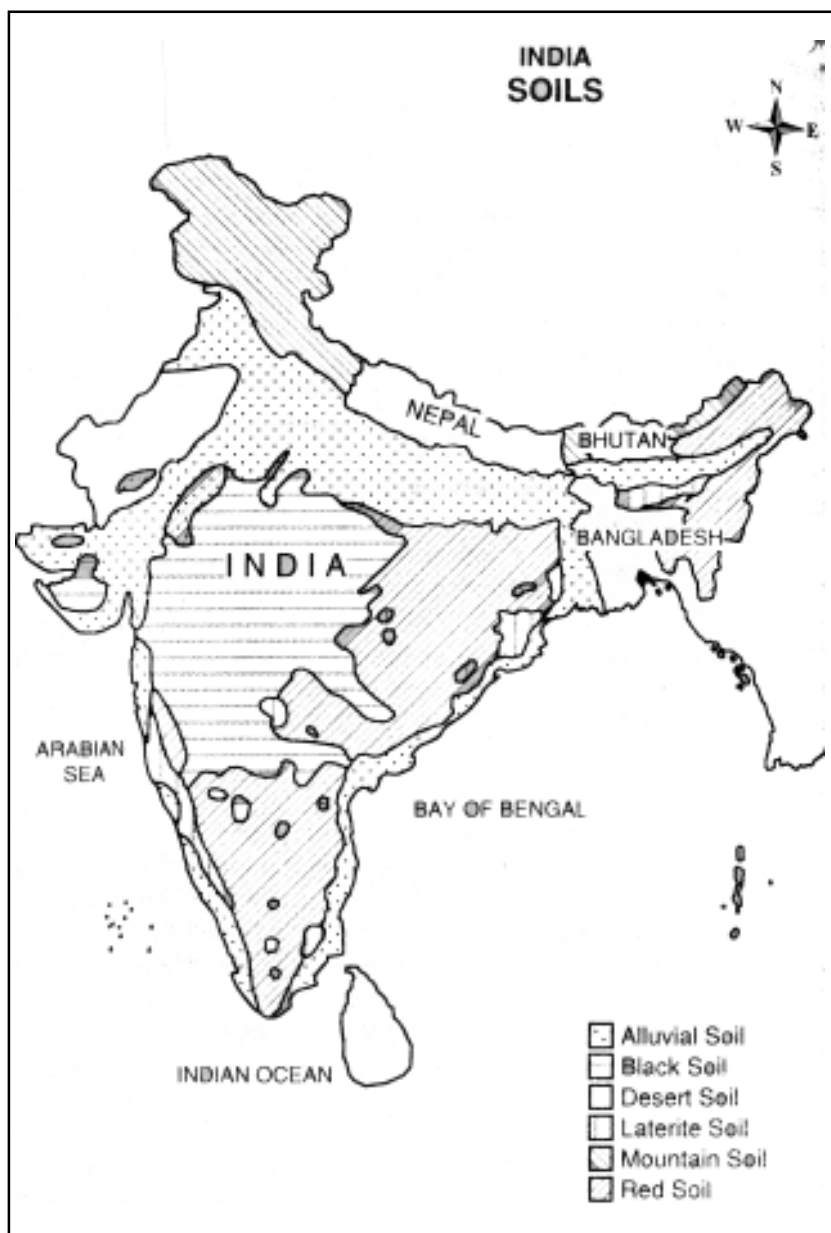 INDIA
SOILS
N
W E
S
NEPAL
BHUTAN
BANGLADESH
INDIA
ARABIAN
SEA
BAY OF BENGAL
INDIAN OCEAN
Alluvial Soil
Black Soil
Desert Soil
Laterite Soil
Mountain Soil
Red Soil